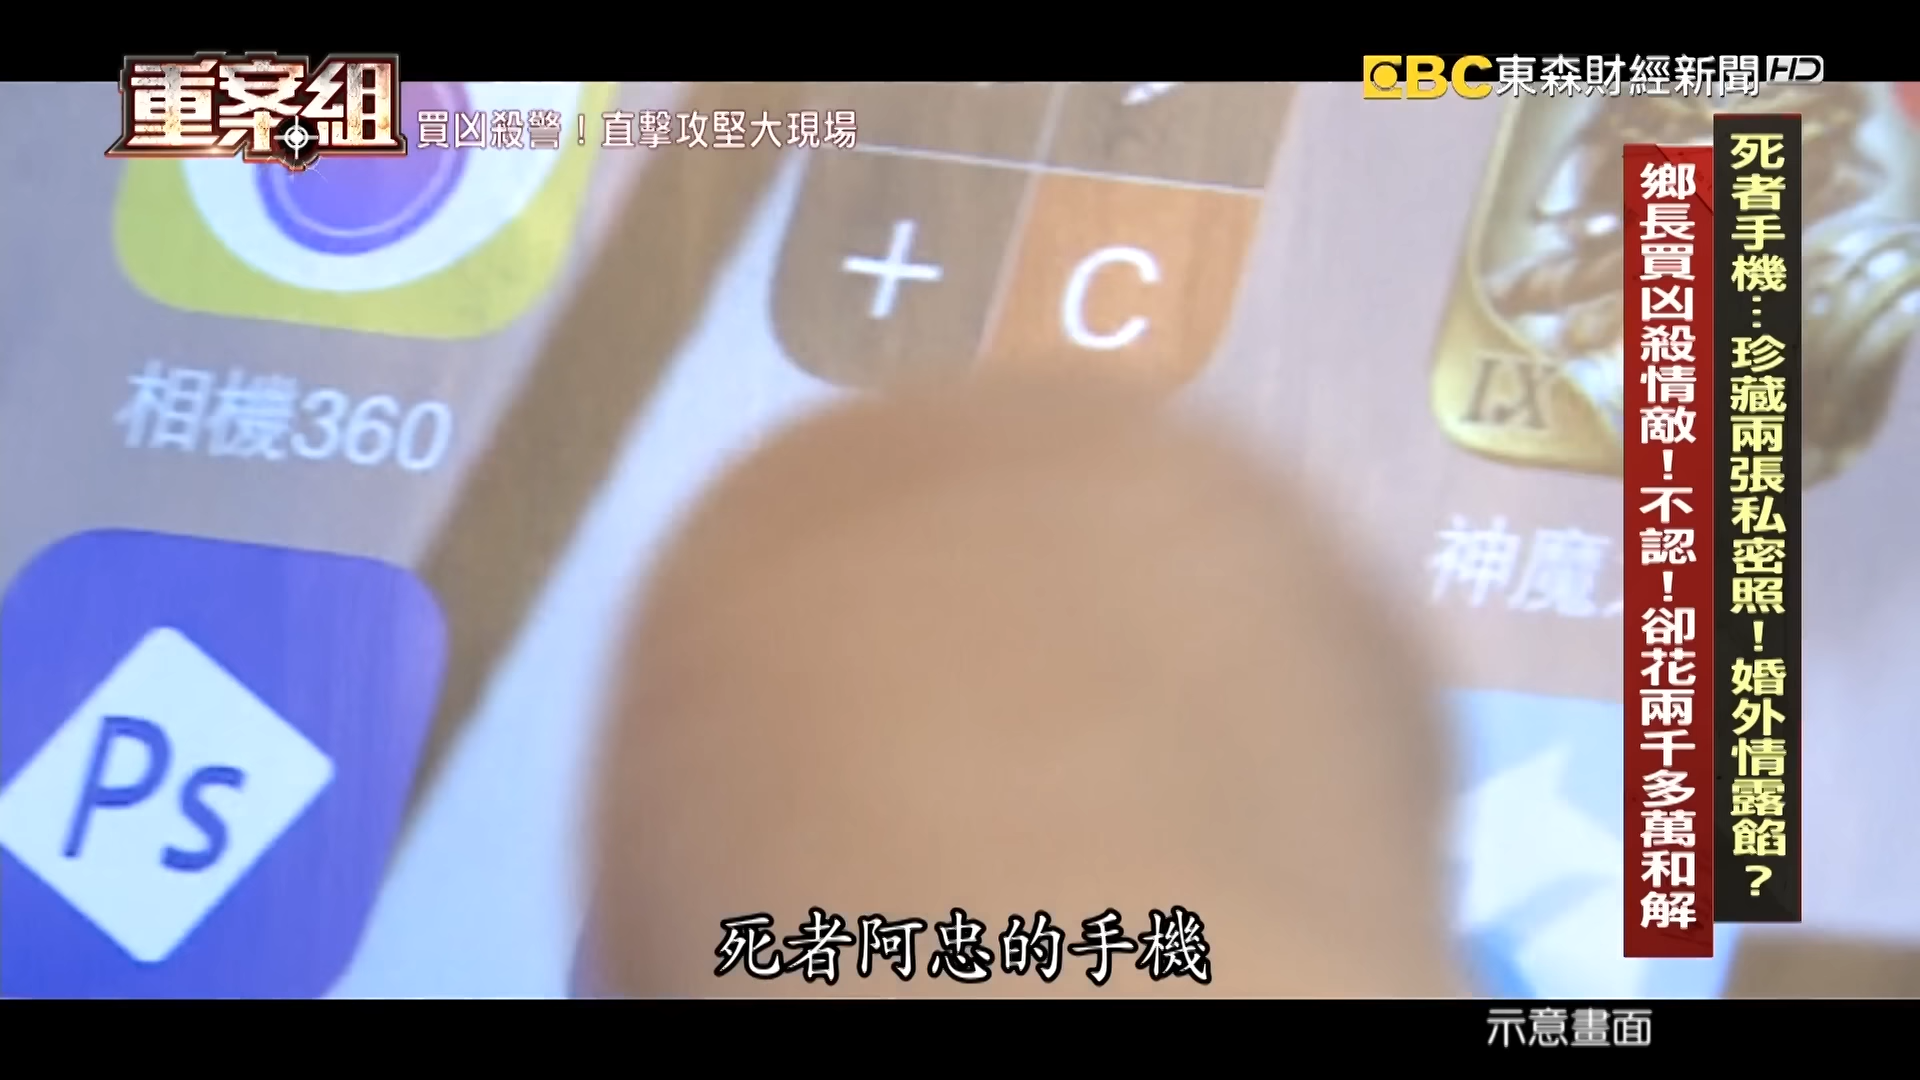 重案組
買凶殺警！直擊攻堅大現場
EBC東森財經新聞HD
死者手機…珍藏兩張私密照！婚外情露餡？
鄉長買凶殺情敵！不認！卻花兩千多萬和解
+
C
IX
相機360
神魔
Ps
死者阿忠的手機
示意畫面